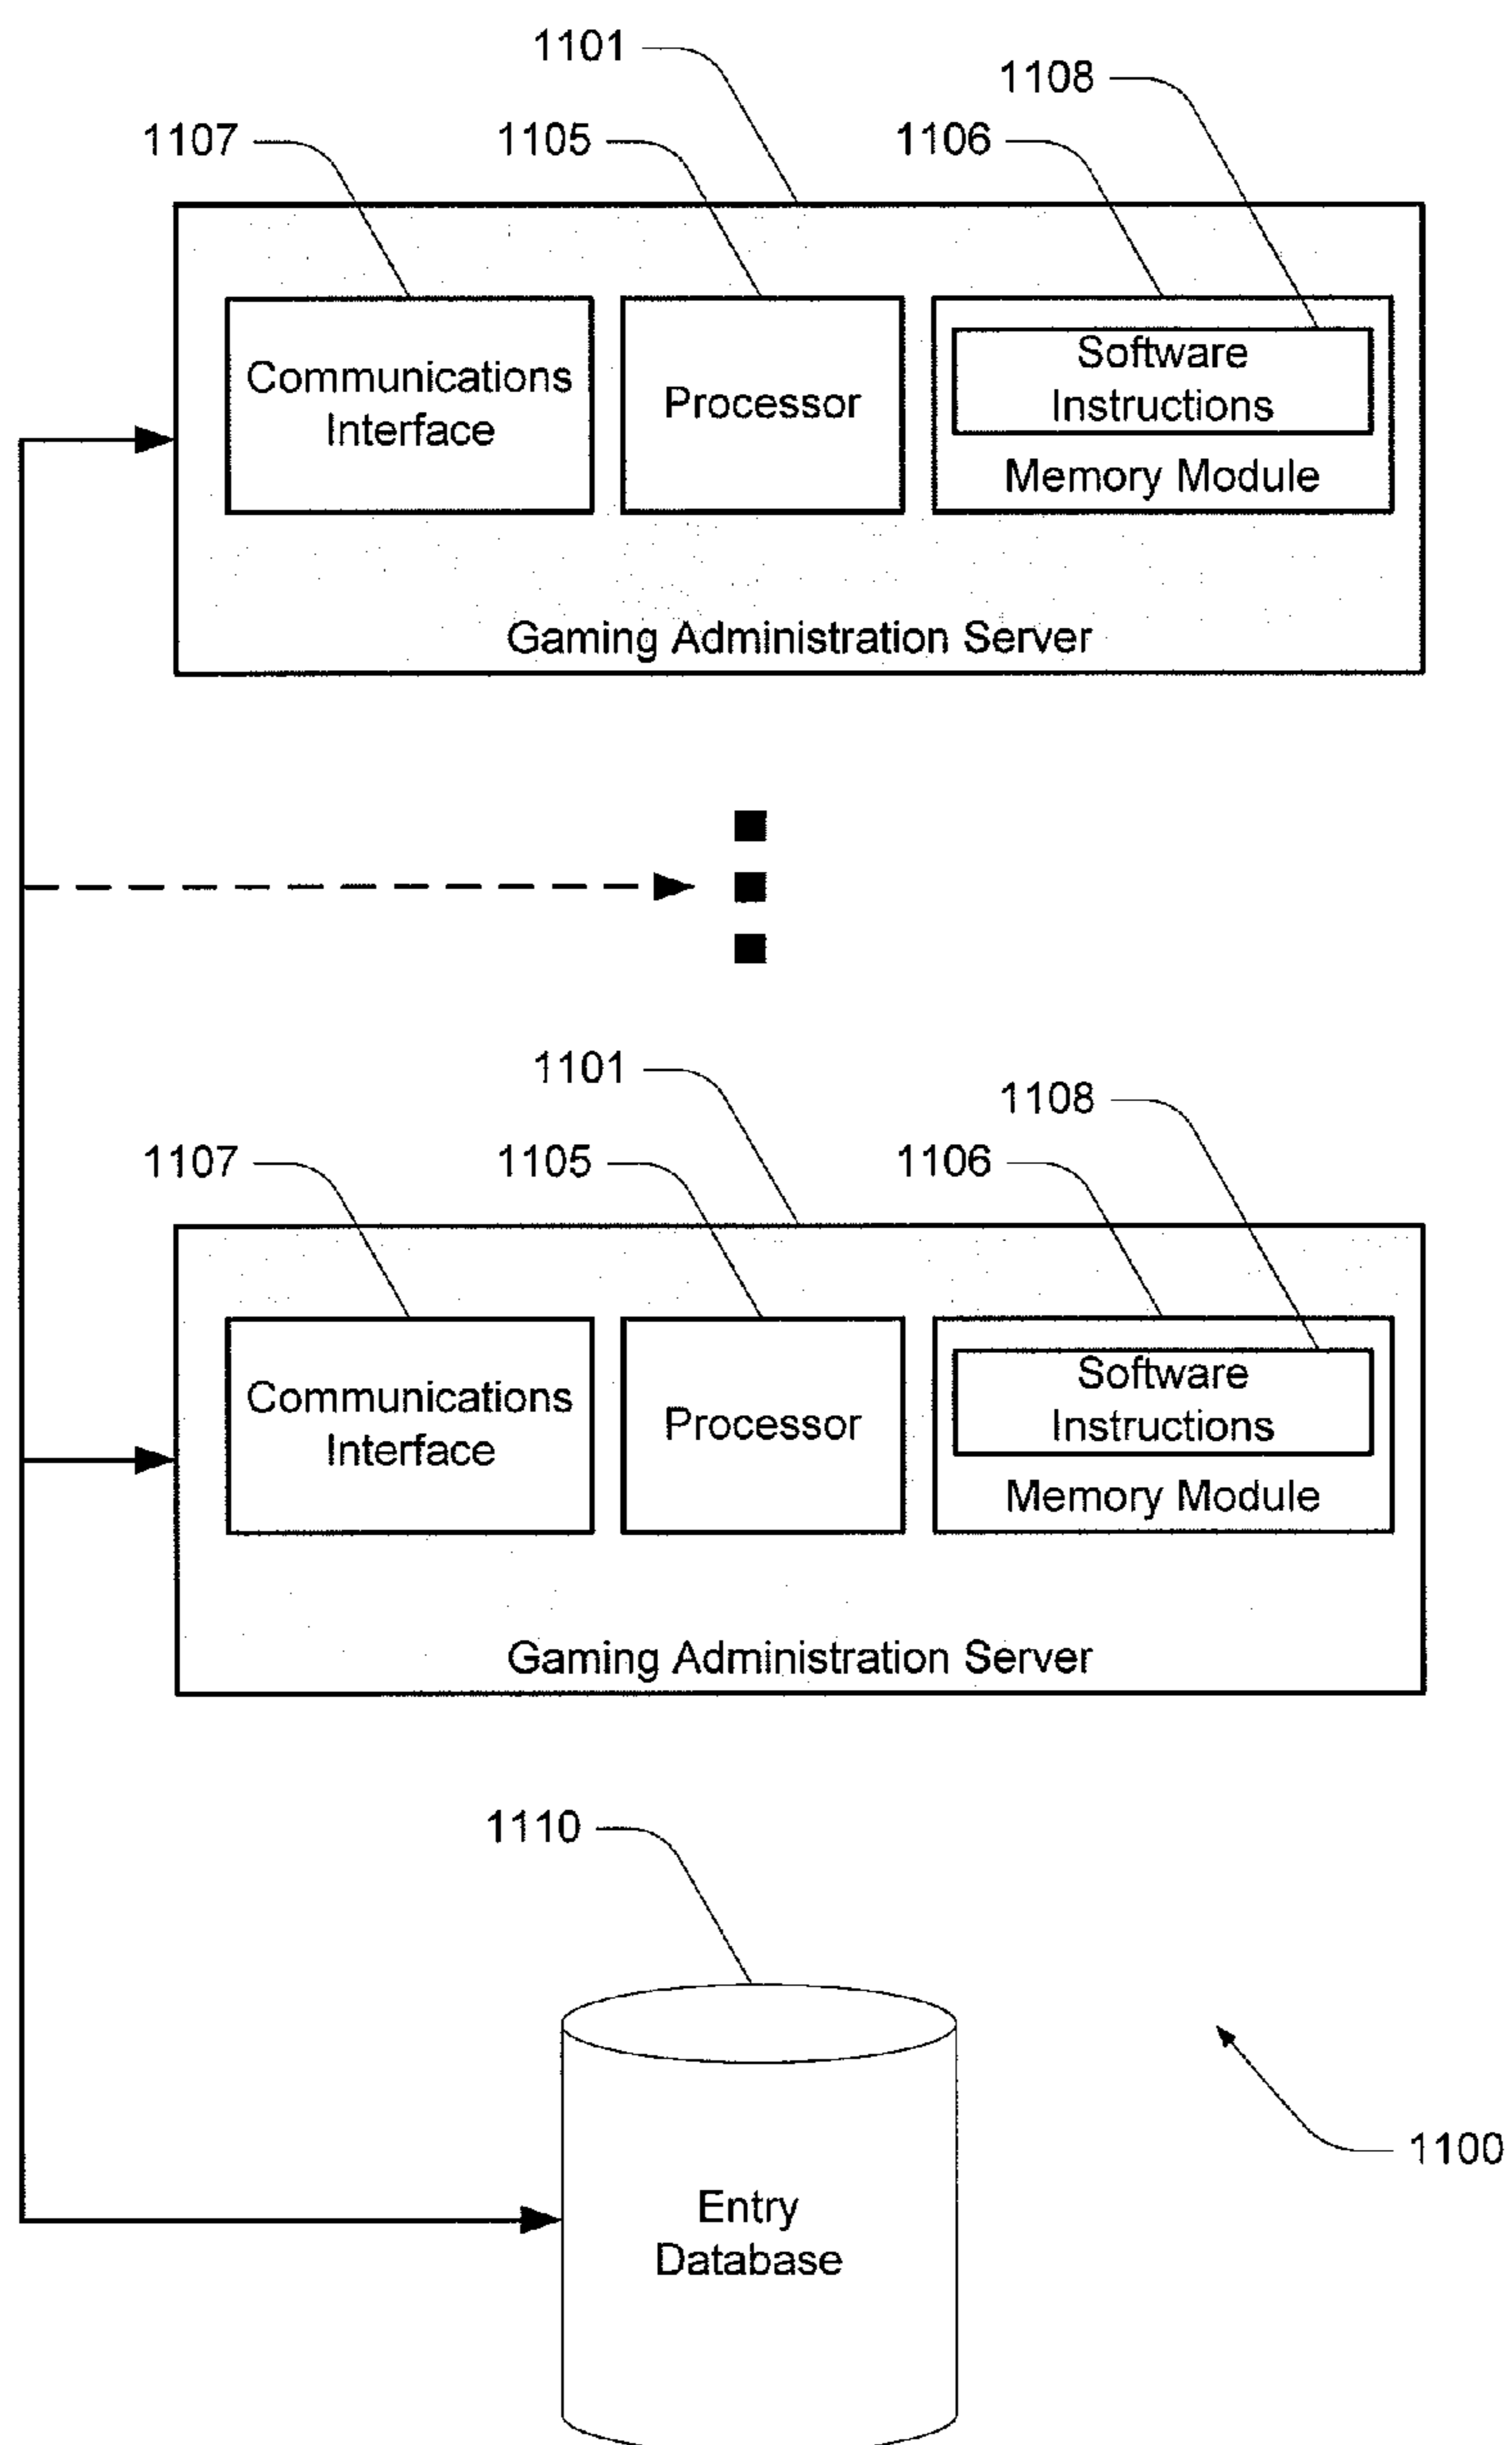 1101
1108
1107
1105
1106
Communications
Interface
Processor
Software
Instructions
Memory Module
Gaming Administration Server
1101
1108
1107
1105
1106
Communications
Interface
Processor
Software
Instructions
Memory Module
Gaming Administration Server
1110
1100
Entry
Database